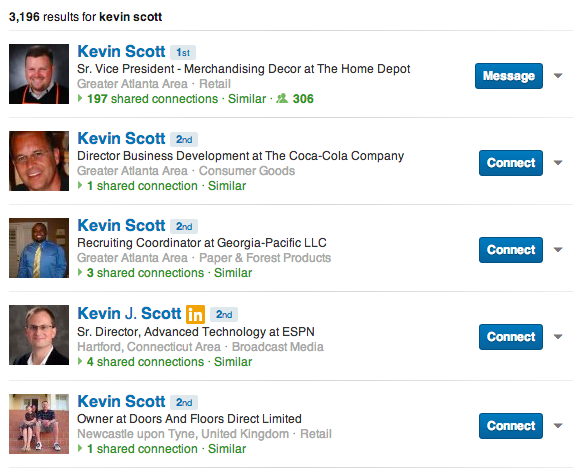 3,196 results for kevin scott
Kevin Scott 1st
Sr. Vice President - Merchandising Decor at The Home Depot
Message
Greater Atlanta Area · Retail
197 shared connections · Similar · 306
Kevin Scott 2nd
Director Business Development at The Coca-Cola Company
Connect
Greater Atlanta Area · Consumer Goods
1 shared connection · Similar
Kevin Scott 2nd
Recruiting Coordinator at Georgia-Pacific LLC
Connect
Greater Atlanta Area · Paper & Forest Products
3 shared connections · Similar
Kevin J. Scott in 2nd
Sr. Director, Advanced Technology at ESPN
Connect
Hartford, Connecticut Area · Broadcast Media
4 shared connections · Similar
Kevin Scott 2nd
Owner at Doors And Floors Direct Limited
Connect
Newcastle upon Tyne, United Kingdom · Retail
1 shared connection · Similar